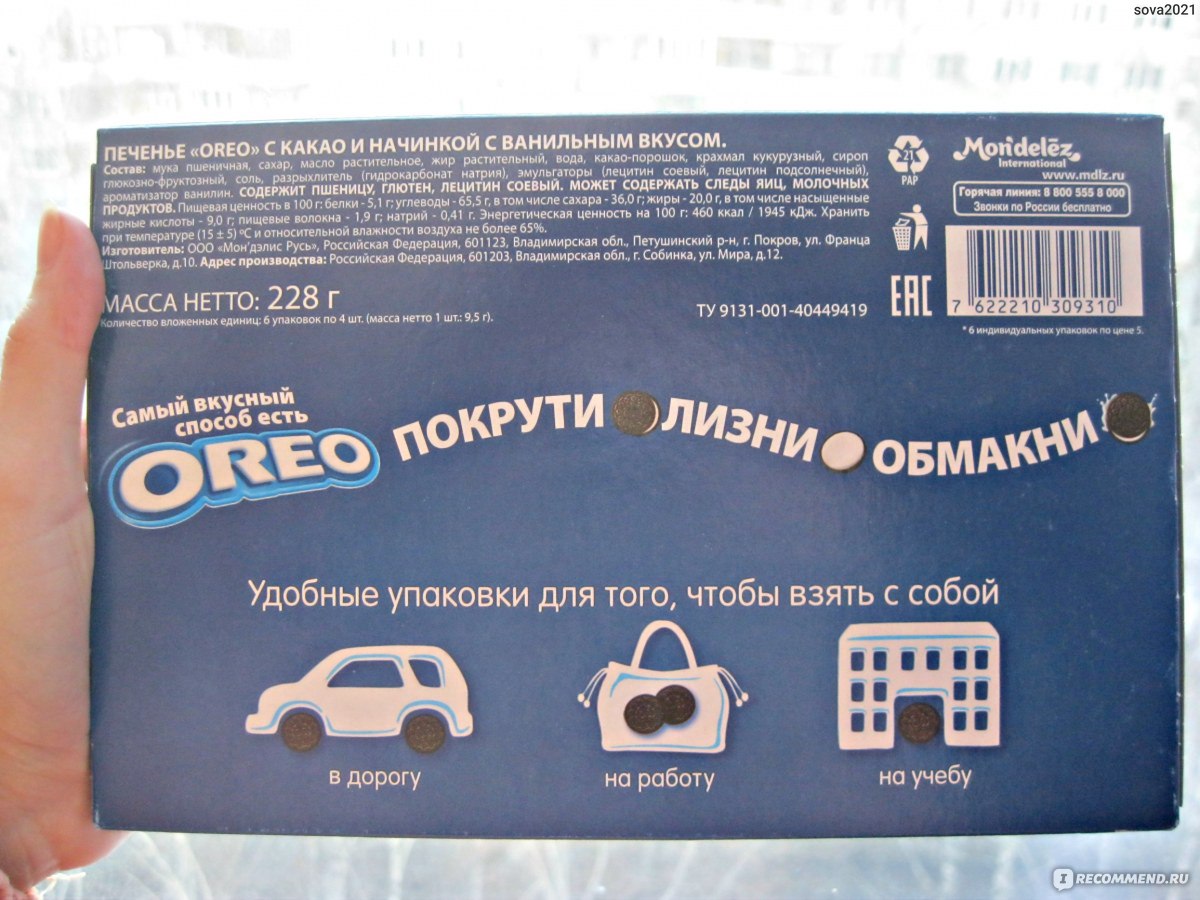 sova2021
ПЕЧЕНЬЕ «OREO» С КАКАО И НАЧИНКОЙ С ВАНИЛЬНЫМ ВКУСОМ.
Состав: мука пшеничная, сахар, масло растительное, жир растительный, вода, какао-порошок, крахмал кукурузный, сироп
глюкозно-фруктозный, соль, разрыхлитель (гидрокарбонат натрия), эмульгаторы (лецитин соевый, лецитин подсолнечный),
ароматизатор ванилин. СОДЕРЖИТ ПШЕНИЦУ, ГЛЮТЕН, ЛЕЦИТИН СОЕВЫЙ. МОЖЕТ СОДЕРЖАТЬ СЛЕДЫ ЯИЦ, МОЛОЧНЫХ
ПРОДУКТОВ. Пищевая ценность в 100 г: белки - 5,1 г; углеводы - 65,5 г, в том числе сахара - 36,0 г; жиры - 20,0 г, в том числе насыщенные
жирные кислоты - 9,0 г; пищевые волокна - 1,9 г; натрий - 0,41 г. Энергетическая ценность на 100 г: 460 ккал / 1945 кДж. Хранить
при температуре (15 ± 5) ºС и относительной влажности воздуха не более 65%.
Изготовитель: ООО «Мон'дэлис Русь», Российская Федерация, 601123, Владимирская обл., Петушинский р-н, г. Покров, ул. Франца
Штольверка, д.10. Адрес производства: Российская Федерация, 601203, Владимирская обл., г. Собинка, ул. Мира, д.12.
МАССА НЕТТО: 228 г
Количество вложенных единиц: 6 упаковок по 4 шт. (масса нетто 1 шт.: 9,5 г).
ТУ 9131-001-40449419
21
PAP
Mondelēz
International
www.mdlz.ru
Горячая линия: 8 800 555 8 000
Звонки по России бесплатно
EAC
7 622210 309310
* 6 индивидуальных упаковок по цене 5.
Самый вкусный
способ есть
OREO
ПОКРУТИ ЛИЗНИ ОБМАКНИ
Удобные упаковки для того, чтобы взять с собой
в дорогу
на работу
на учебу
IRECOMMEND.RU